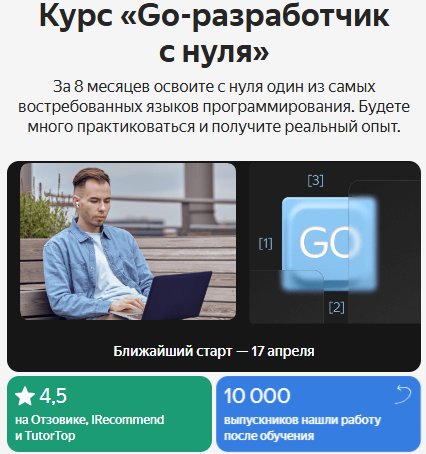 Курс «Go-разработчик
с нуля»
За 8 месяцев освоите с нуля один из самых
востребованных языков программирования. Будете
много практиковаться и получите реальный опыт.
[3]
[1]
GO
[2]
Ближайший старт — 17 апреля
4,5
на Отзовике, IRecommend
и TutorTop
10 000
выпускников нашли работу
после обучения